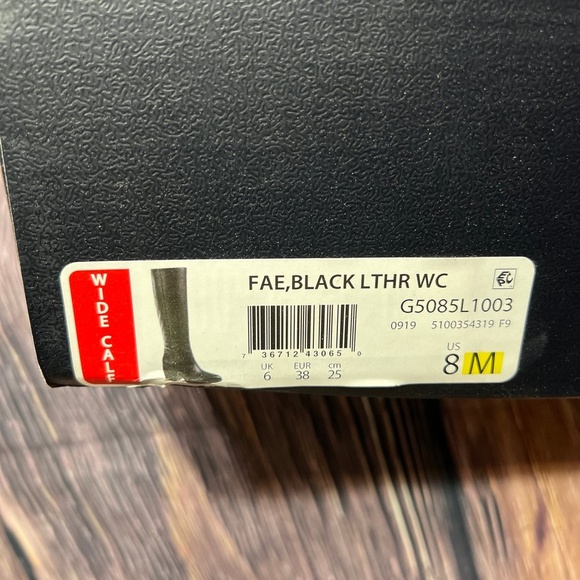 WIDE CALF
FAE,BLACK LTHR WC
G5085L1003
0919 5100354319 F9
7 36712 43065 0
UK EUR cm
6 38 25
US
8 M